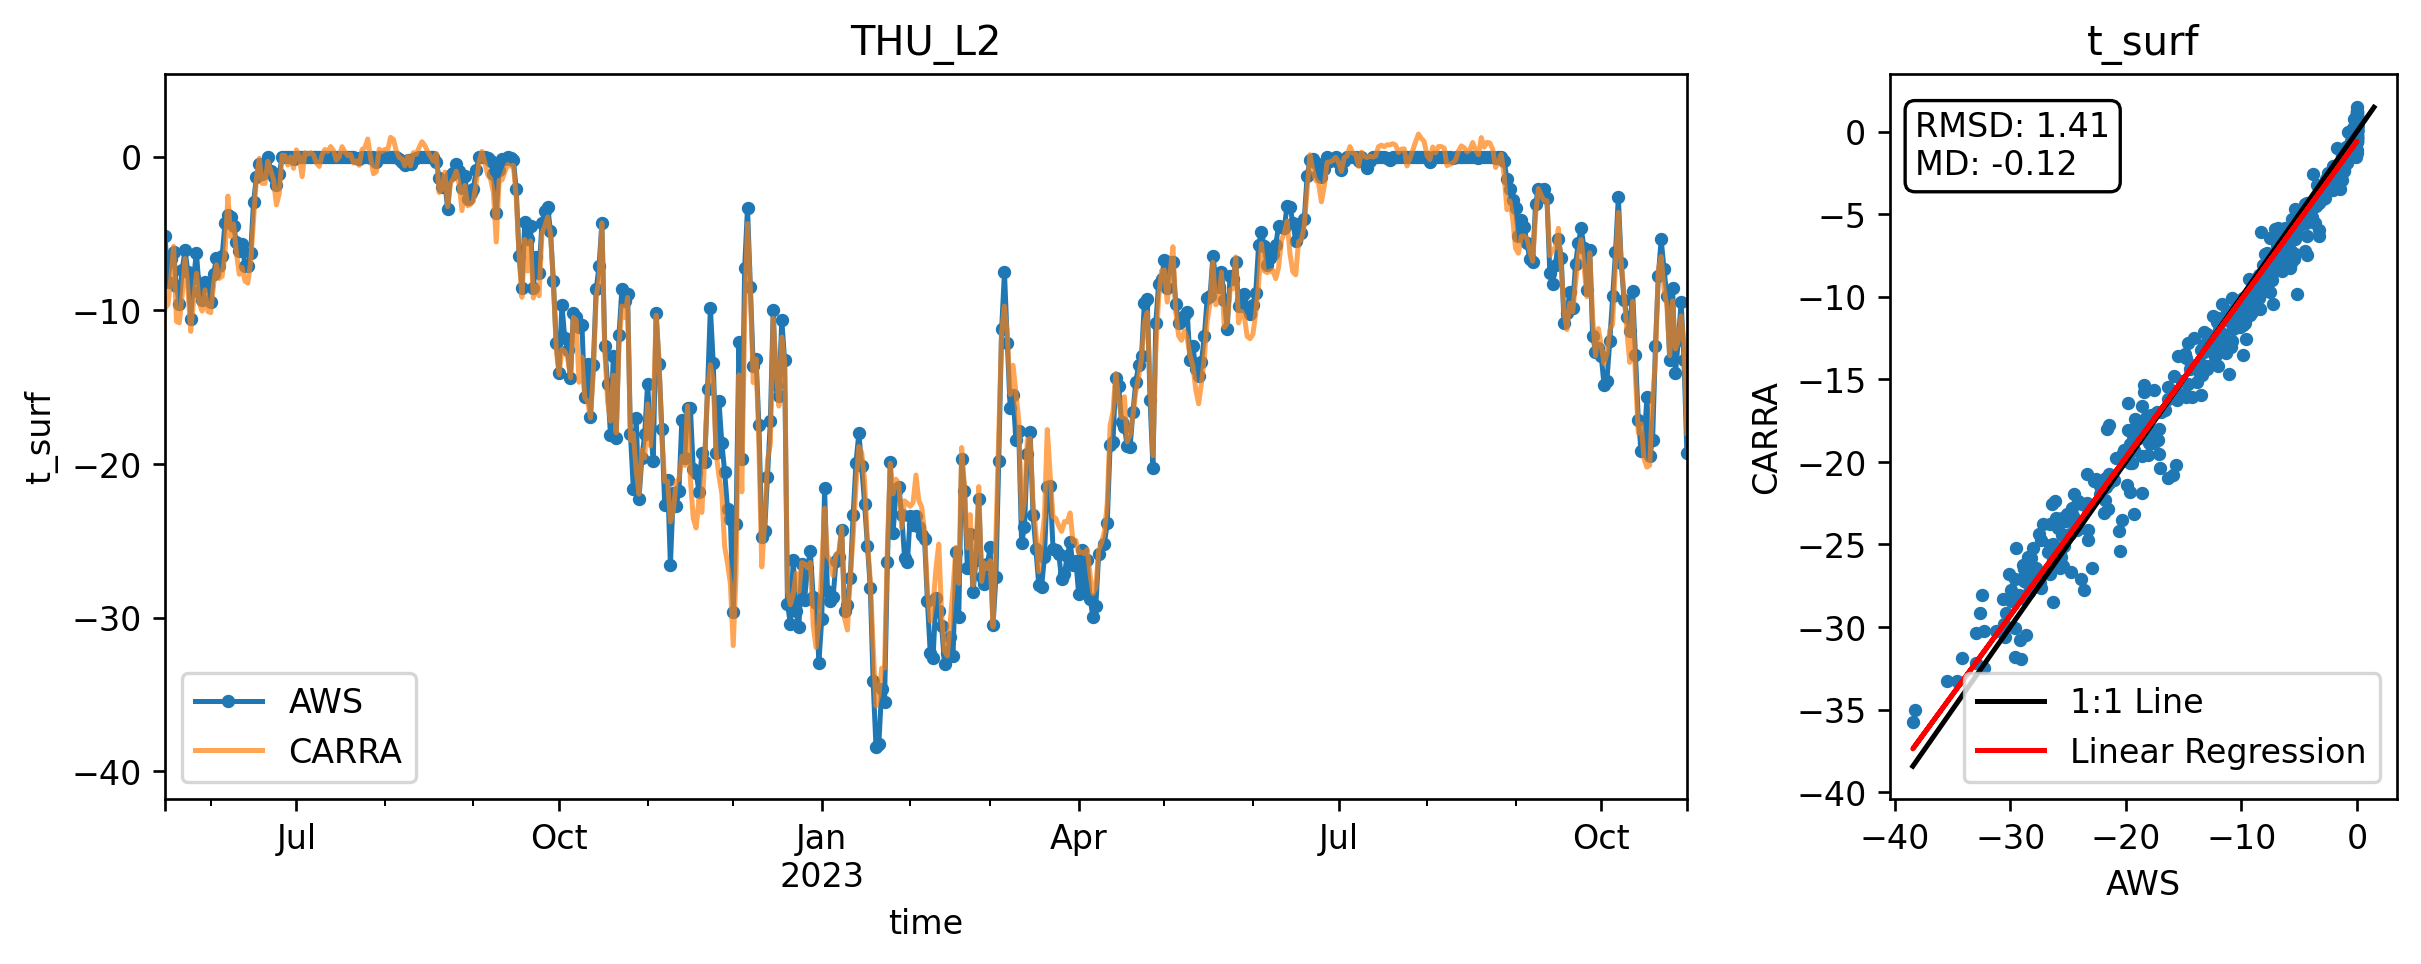 THU_L2
t_surf
0
−10
−20
−30
−40
AWS
CARRA
Jul
Oct
Jan
2023
Apr
Jul
Oct
time
t_surf
RMSD: 1.41
MD: -0.12
CARRA
0
−5
−10
−15
−20
−25
−30
−35
−40
1:1 Line
Linear Regression
−40
−30
−20
−10
0
AWS